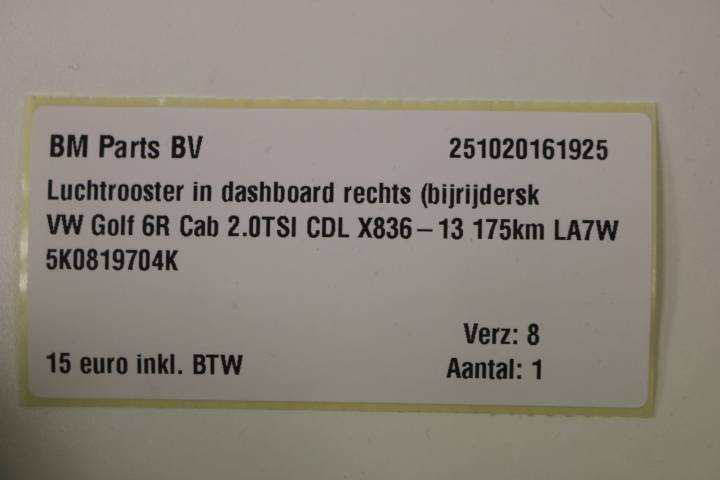 BM Parts BV 251020161925
Luchtrooster in dashboard rechts (bijrijdersk
VW Golf 6R Cab 2.0TSI CDL X836-13 175km LA7W
5K0819704K
Verz: 8
15 euro inkl. BTW Aantal: 1